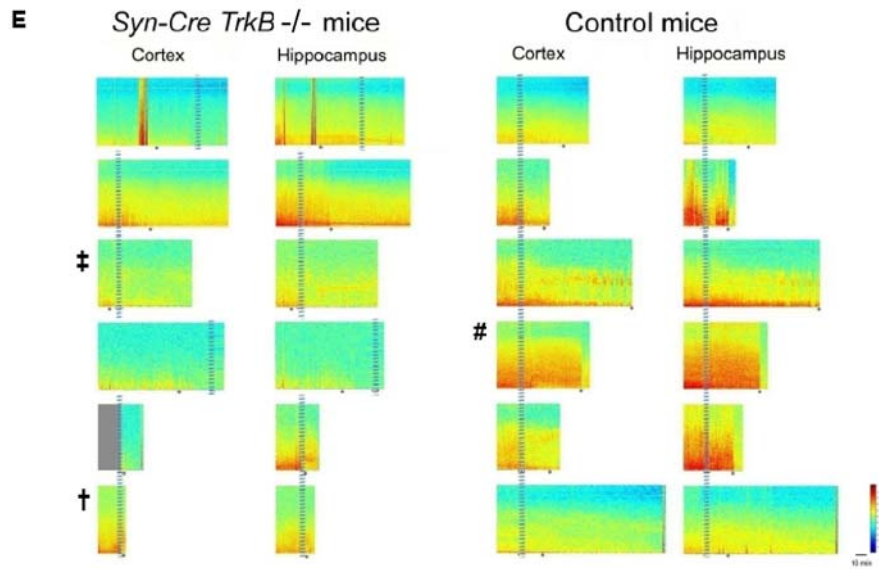 E
Syn-Cre TrkB -/- mice
Control mice
Cortex
Hippocampus
Cortex
Hippocampus
‡
#
†
10 min